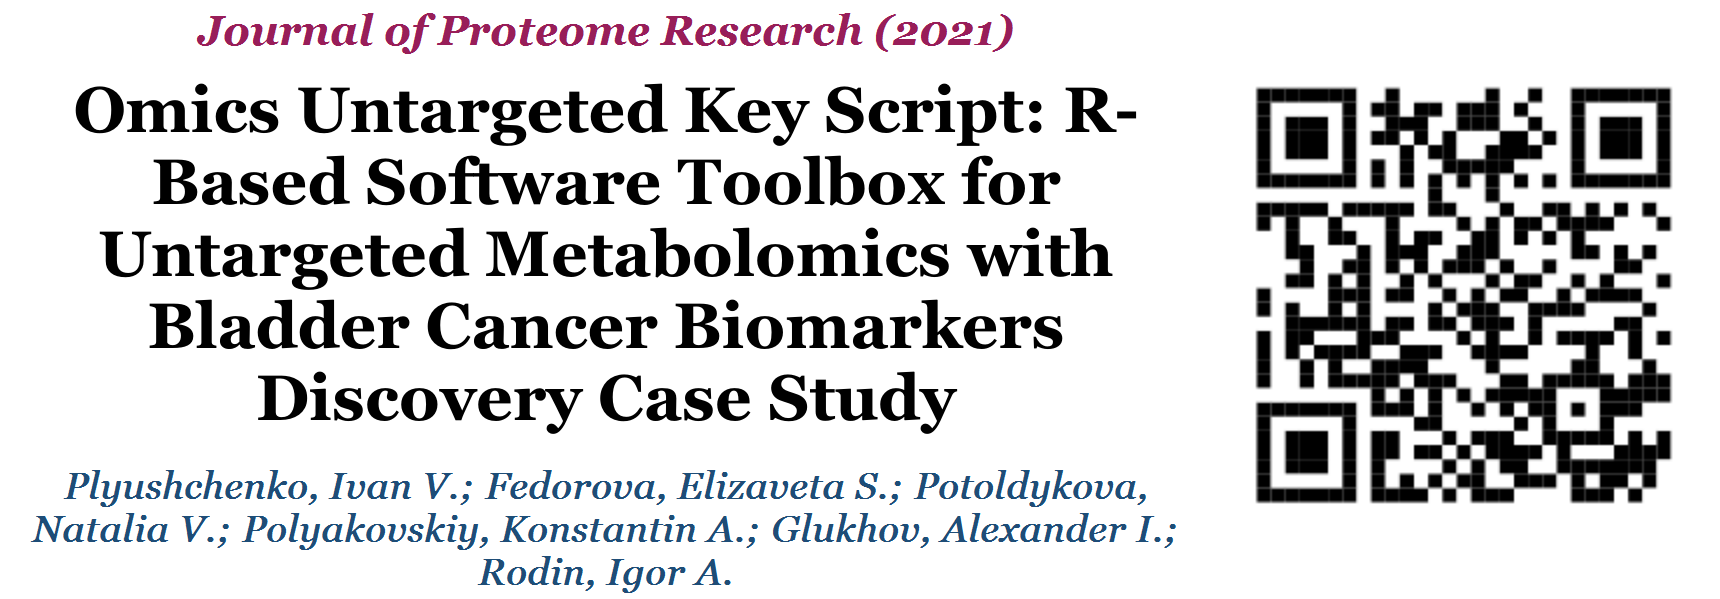 Journal of Proteome Research (2021)
Omics Untargeted Key Script: R-
Based Software Toolbox for
Untargeted Metabolomics with
Bladder Cancer Biomarkers
Discovery Case Study
Plyushchenko, Ivan V.; Fedorova, Elizaveta S.; Potoldykova,
Natalia V.; Polyakovskiy, Konstantin A.; Glukhov, Alexander I.;
Rodin, Igor A.